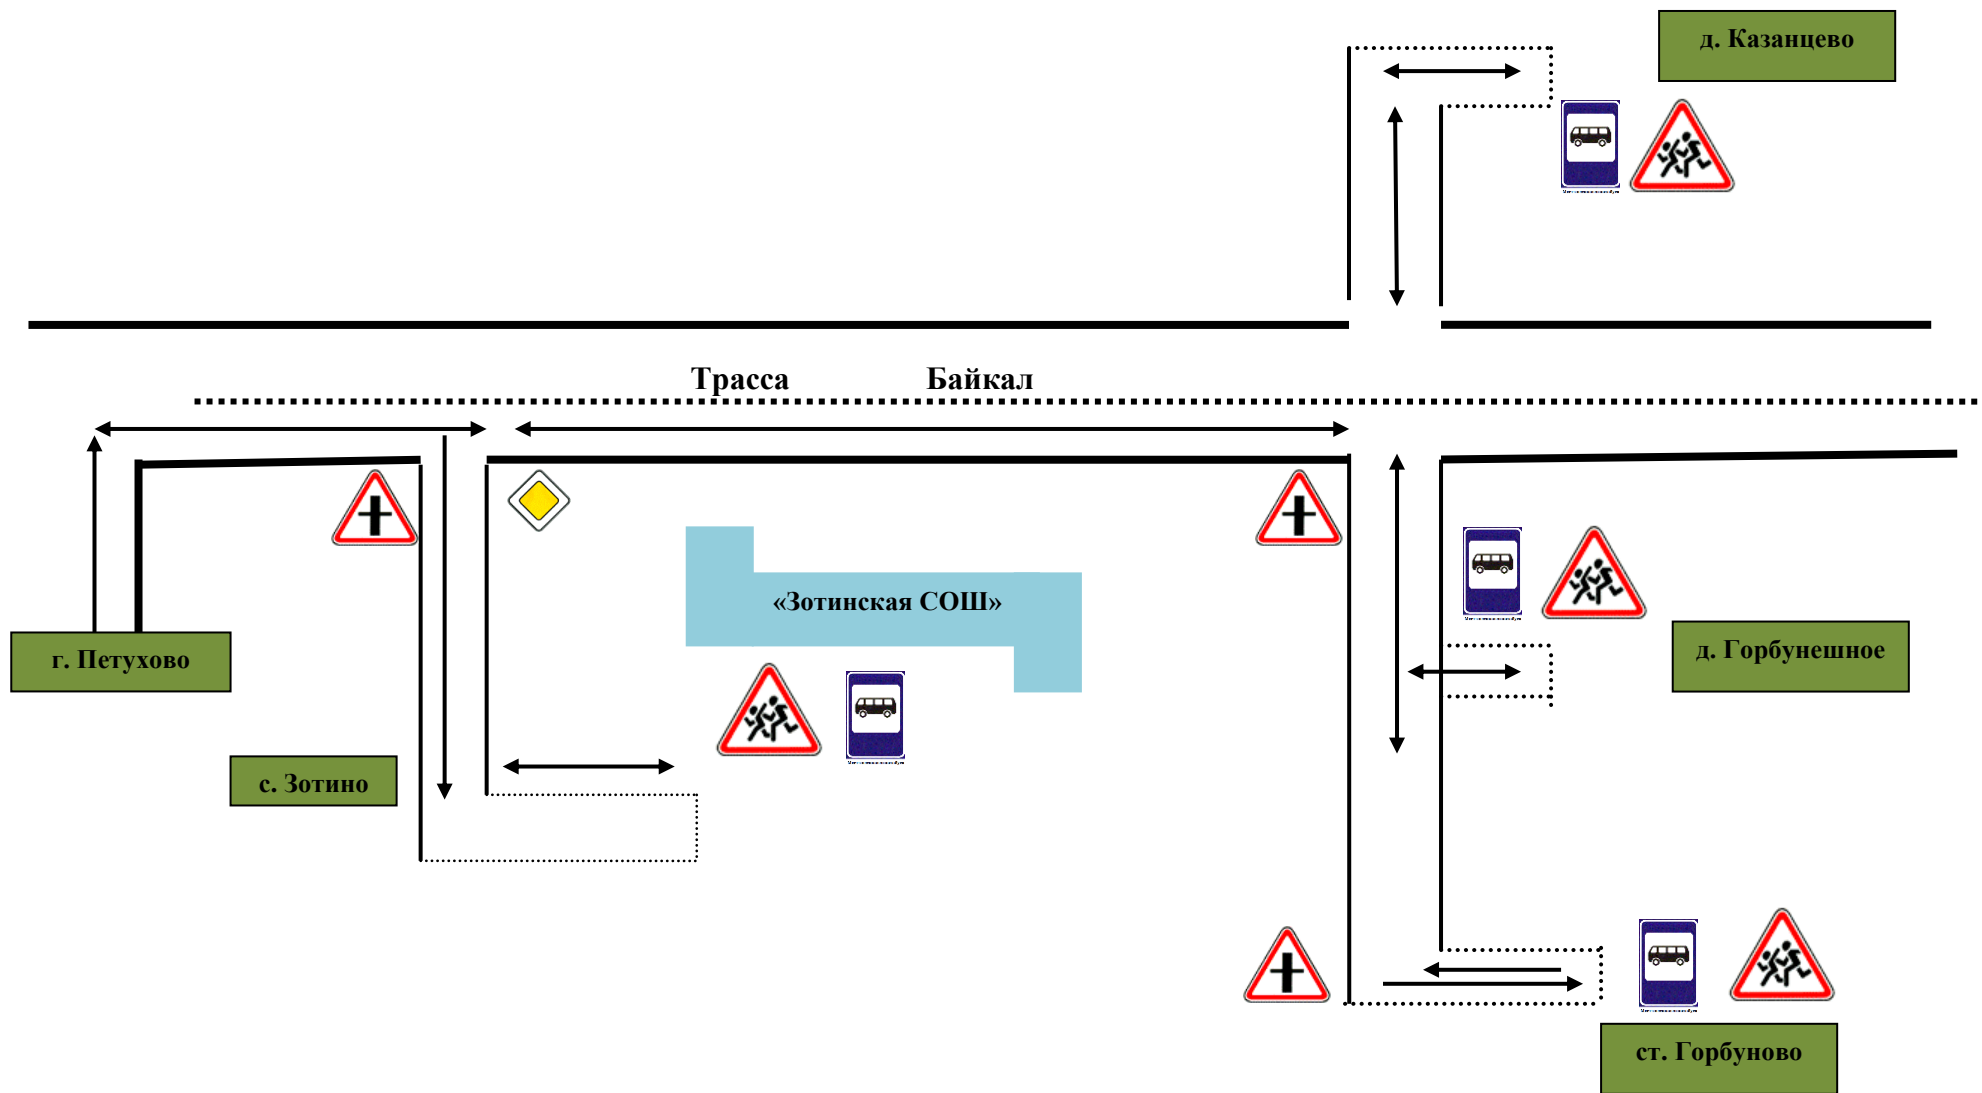 д. Казанцево
Трасса Байкал
«Зотинская СОШ»
г. Петухово
д. Горбунешное
с. Зотино
ст. Горбуново